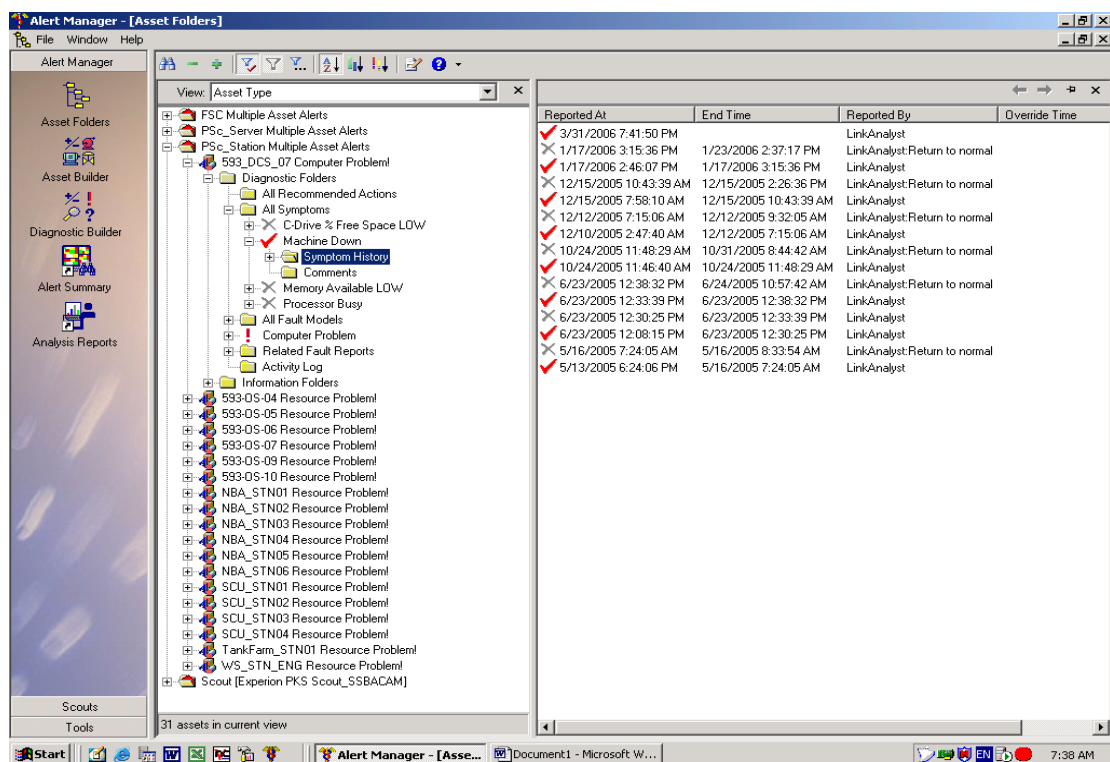 Alert Manager - [Asset Folders]
File Window Help
Alert Manager
Asset Folders
Asset Builder
Diagnostic Builder
Alert Summary
Analysis Reports
Scouts
Tools
View: Asset Type
FSC Multiple Asset Alerts
PSc_Server Multiple Asset Alerts
PSc_Station Multiple Asset Alerts
593_DCS_07 Computer Problem!
Diagnostic Folders
All Recommended Actions
All Symptoms
C-Drive % Free Space LOW
Machine Down
Symptom History
Comments
Memory Available LOW
Processor Busy
All Fault Models
Computer Problem
Related Fault Reports
Activity Log
Information Folders
593-OS-04 Resource Problem!
593-OS-05 Resource Problem!
593-OS-06 Resource Problem!
593-OS-07 Resource Problem!
593-OS-09 Resource Problem!
593-OS-10 Resource Problem!
NBA_STN01 Resource Problem!
NBA_STN02 Resource Problem!
NBA_STN03 Resource Problem!
NBA_STN04 Resource Problem!
NBA_STN05 Resource Problem!
NBA_STN06 Resource Problem!
SCU_STN01 Resource Problem!
SCU_STN02 Resource Problem!
SCU_STN03 Resource Problem!
SCU_STN04 Resource Problem!
TankFarm_STN01 Resource Problem!
WS_STN_ENG Resource Problem!
Scout [Experion PKS Scout_SSBACAM]
31 assets in current view
Reported At End Time Reported By Override Time
3/31/2006 7:41:50 PM LinkAnalyst
1/17/2006 3:15:36 PM 1/23/2006 2:37:17 PM LinkAnalyst:Return to normal
1/17/2006 2:46:07 PM 1/17/2006 3:15:36 PM LinkAnalyst
12/15/2005 10:43:39 AM 12/15/2005 2:26:36 PM LinkAnalyst:Return to normal
12/15/2005 7:58:10 AM 12/15/2005 10:43:39 AM LinkAnalyst
12/12/2005 7:15:06 AM 12/12/2005 9:32:05 AM LinkAnalyst:Return to normal
12/10/2005 2:47:40 AM 12/12/2005 7:15:06 AM LinkAnalyst
10/24/2005 11:48:29 AM 10/31/2005 8:44:42 AM LinkAnalyst:Return to normal
10/24/2005 11:46:40 AM 10/24/2005 11:48:29 AM LinkAnalyst
6/23/2005 12:38:32 PM 6/24/2005 10:57:42 AM LinkAnalyst:Return to normal
6/23/2005 12:33:39 PM 6/23/2005 12:38:32 PM LinkAnalyst
6/23/2005 12:30:25 PM 6/23/2005 12:33:39 PM LinkAnalyst:Return to normal
6/23/2005 12:08:15 PM 6/23/2005 12:30:25 PM LinkAnalyst
5/16/2005 7:24:05 AM 5/16/2005 8:33:54 AM LinkAnalyst:Return to normal
5/13/2005 6:24:06 PM 5/16/2005 7:24:05 AM LinkAnalyst
Start Alert Manager - [Asse... Document1 - Microsoft W... EN 7:38 AM